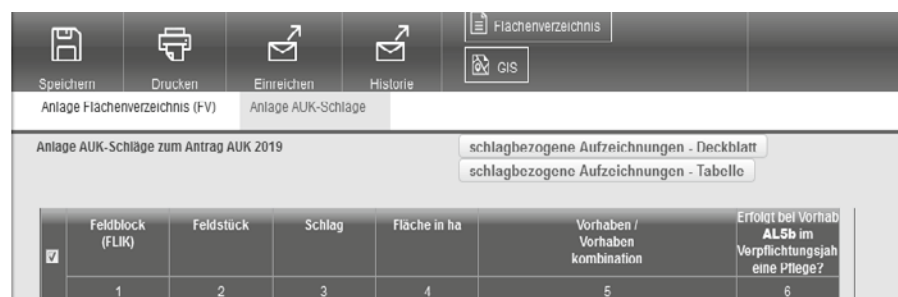 Flächenverzeichnis
GIS
Speichern Drucken Einreichen Historie
Anlage Flächenverzeichnis (FV) Anlage AUK-Schläge
Anlage AUK-Schläge zum Antrag AUK 2019
schlagbezogene Aufzeichnungen - Deckblatt
schlagbezogene Aufzeichnungen - Tabelle
Feldblock
(FLIK)
Feldstück
Schlag
Fläche in ha
Vorhaben /
Vorhaben
kombination
Erfolgt bei Vorhab
AL5b im
Verpflichtungsjah
eine Pflege?
1 2 3 4 5 6